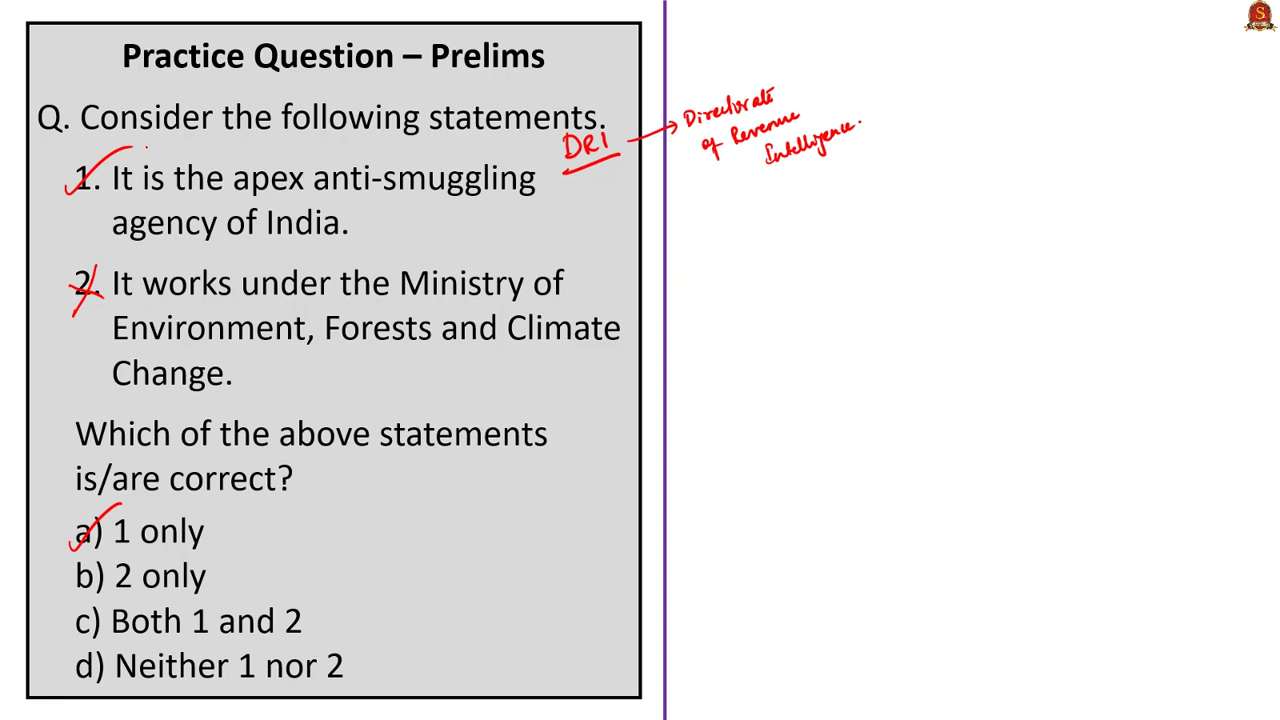 Practice Question – Prelims
Q. Consider the following statements.
DRI
Directorate
of Revenue
Intelligence.
1. It is the apex anti-smuggling
agency of India.
2. It works under the Ministry of
Environment, Forests and Climate
Change.
Which of the above statements
is/are correct?
a) 1 only
b) 2 only
c) Both 1 and 2
d) Neither 1 nor 2